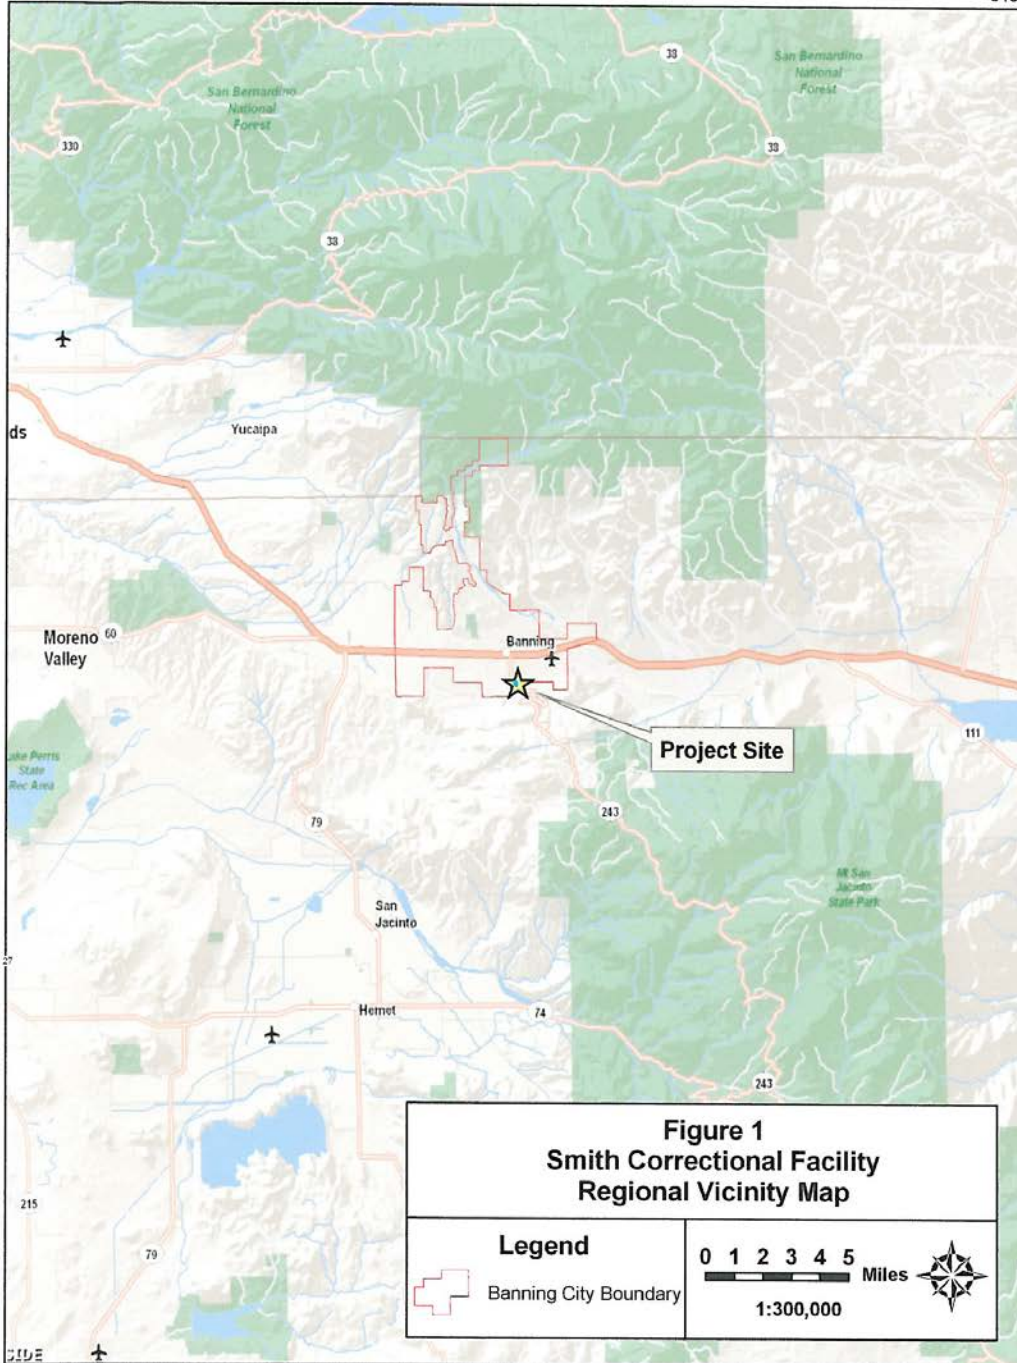 38
San Bernardino
National
Forest
San Bernardino
National
Forest
330
38
38
ds
Yucaipa
Moreno
Valley
60
Banning
Project Site
111
ake Perris
State
Rec Area
79
243
Mt San
Jacinto
State Park
San
Jacinto
27
Hemet
74
243
215
79
SIDE
Figure 1
Smith Correctional Facility
Regional Vicinity Map
Legend
Banning City Boundary
0 1 2 3 4 5
Miles
1:300,000